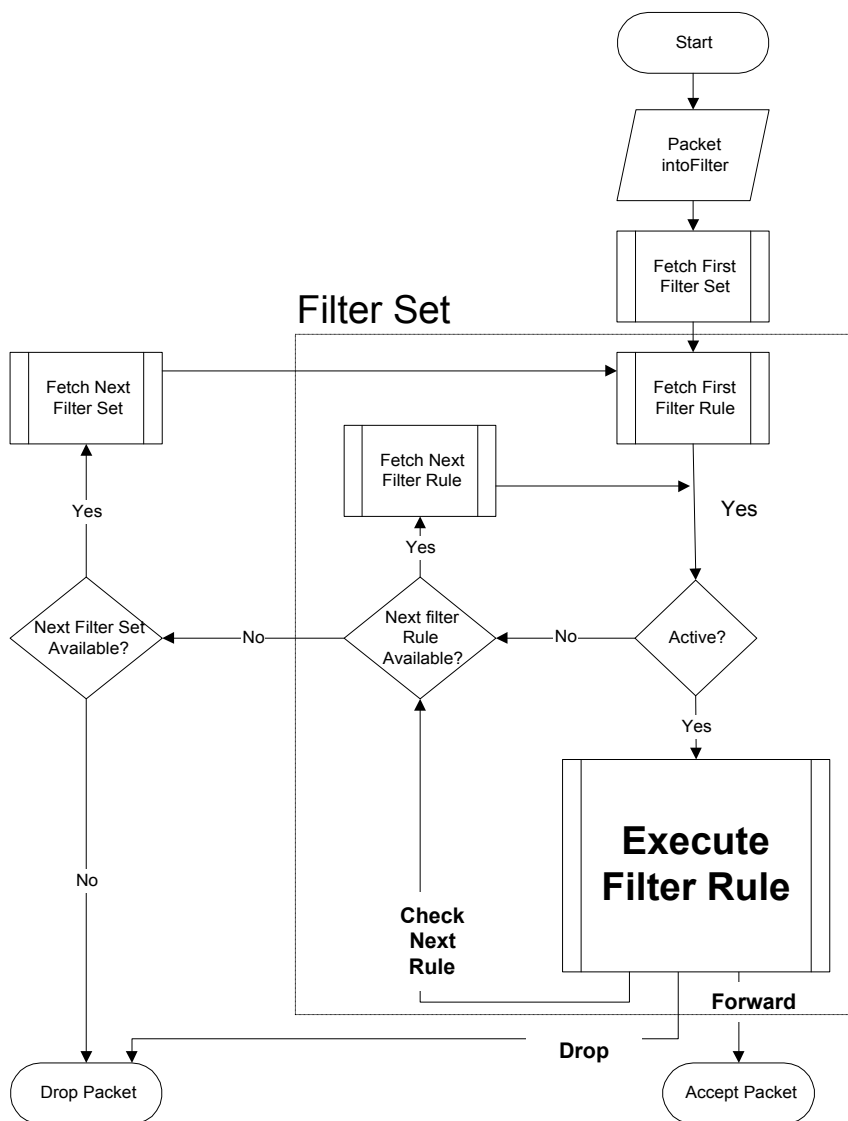 Start
Packet
intoFilter
Fetch First
Filter Set
Filter Set
Fetch Next
Filter Set
Fetch First
Filter Rule
Fetch Next
Filter Rule
Yes
Yes
Yes
Next Filter Set
Available?
No
Next filter
Rule
Available?
No
Active?
Yes
Execute
Filter Rule
No
Check
Next
Rule
Forward
Drop
Drop Packet
Accept Packet